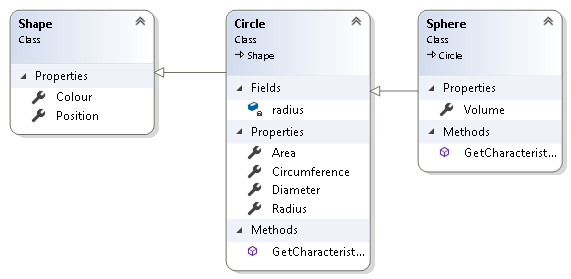 Shape
Class
Properties
Colour
Position
Circle
Class
Shape
Fields
radius
Properties
Area
Circumference
Diameter
Radius
Methods
GetCharacterist...
Sphere
Class
Circle
Properties
Volume
Methods
GetCharacterist...